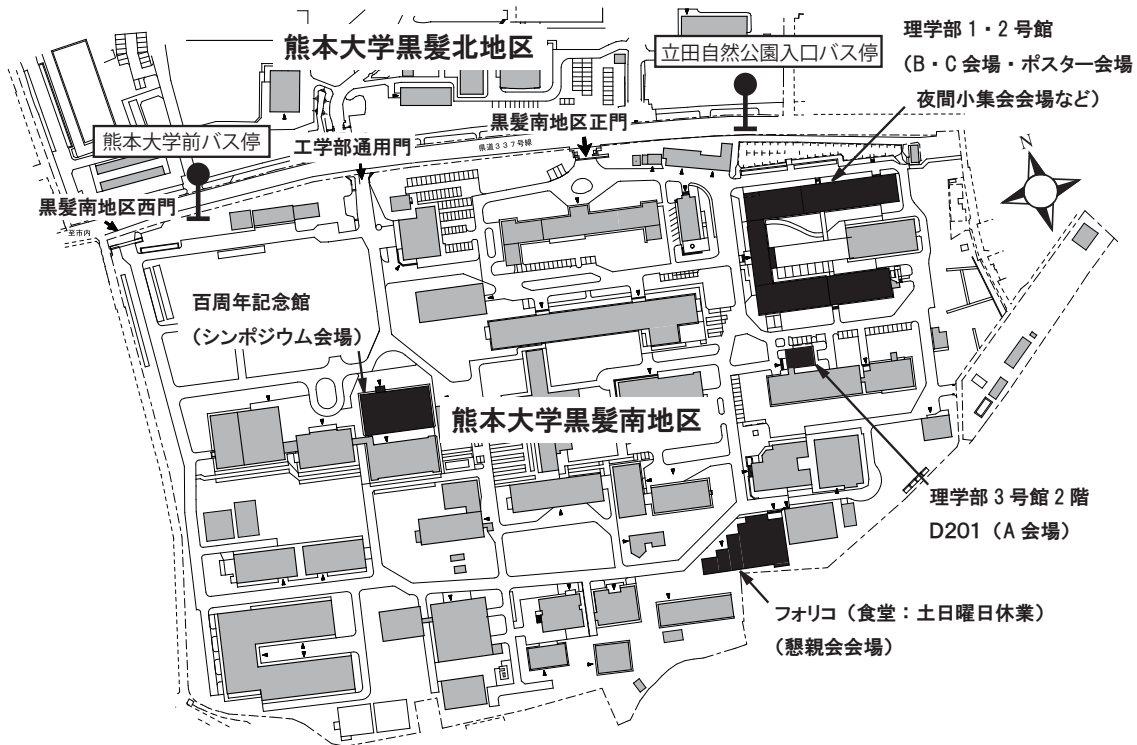 熊本大学黒髪北地区
立田自然公園入口バス停
理学部１・２号館
（B・C 会場・ポスター会場
夜間小集会会場など）
熊本大学前バス停
工学部通用門
黒髪南地区正門
県道３３７号線
N
黒髪南地区西門
至市内
百周年記念館
（シンポジウム会場）
熊本大学黒髪南地区
理学部３号館２階
D201（A 会場）
フォリコ（食堂：土日曜日休業）
（懇親会会場）